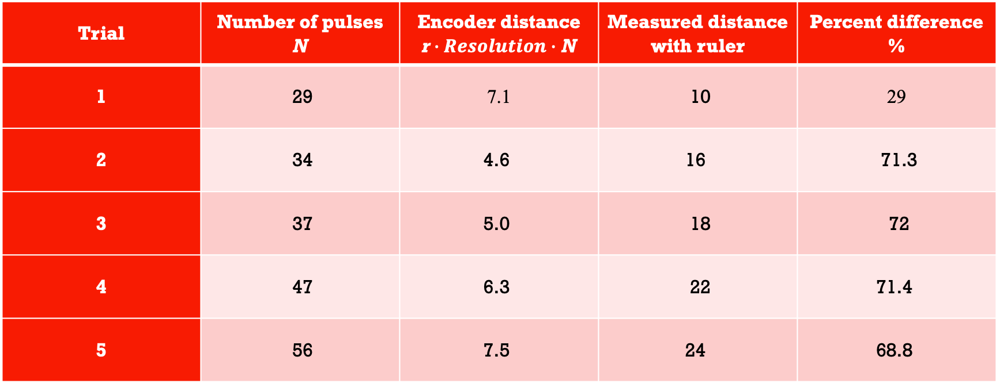 Trial
Number of pulses
N
Encoder distance
r · Resolution · N
Measured distance
with ruler
Percent difference
%
1 29 7.1 10 29
2 34 4.6 16 71.3
3 37 5.0 18 72
4 47 6.3 22 71.4
5 56 7.5 24 68.8